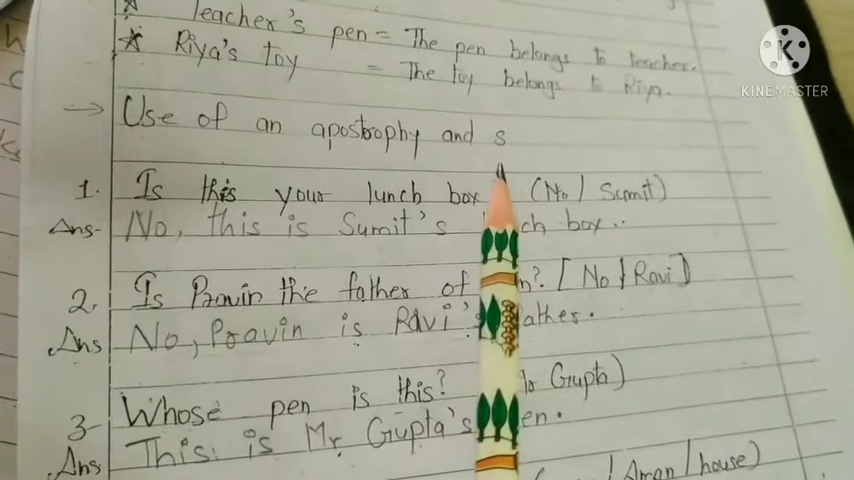 * Teacher's pen = The pen belongs to teacher.
* Riya's toy = The toy belongs to Riya.
KINEMASTER
→ Use of an apostrophy and s
1. Is this your lunch box (No / Sumit)
Ans- No, this is Sumit's ch box..
2. Is Pravin the father of n? [No / Ravi]
Ans No, Pravin is Ravi's ather.
3- Whose pen is this? Gupta)
Ans This is Mr Gupta's en.
/ Aman / house)